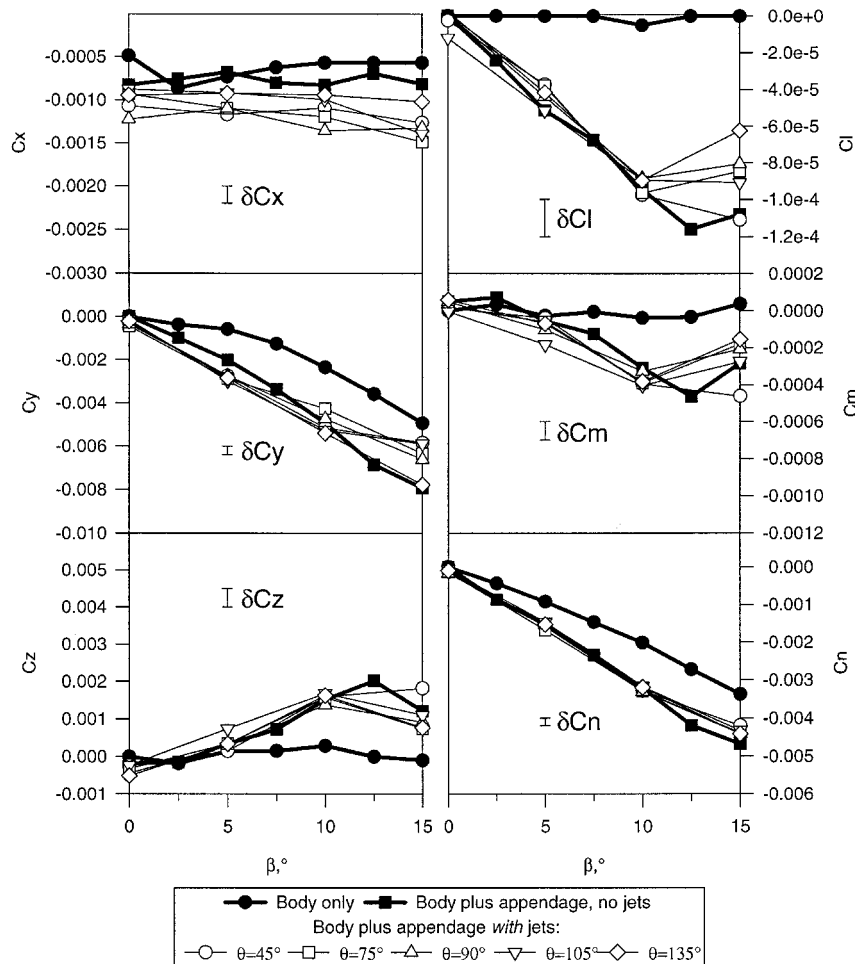 -0.0005
-0.0010
-0.0015
-0.0020
-0.0025
-0.0030
Cx
δCx
0.0e+0
-2.0e-5
-4.0e-5
-6.0e-5
-8.0e-5
-1.0e-4
-1.2e-4
Cl
δCl
0.000
-0.002
-0.004
-0.006
-0.008
-0.010
Cy
δCy
0.0002
0.0000
-0.0002
-0.0004
-0.0006
-0.0008
-0.0010
-0.0012
Cm
δCm
0.005
0.004
0.003
0.002
0.001
0.000
-0.001
Cz
δCz
0.000
-0.001
-0.002
-0.003
-0.004
-0.005
-0.006
Cn
δCn
0 5 10 15
β,°
0 5 10 15
β,°
Body only Body plus appendage, no jets
Body plus appendage with jets:
θ=45° θ=75° θ=90° θ=105° θ=135°